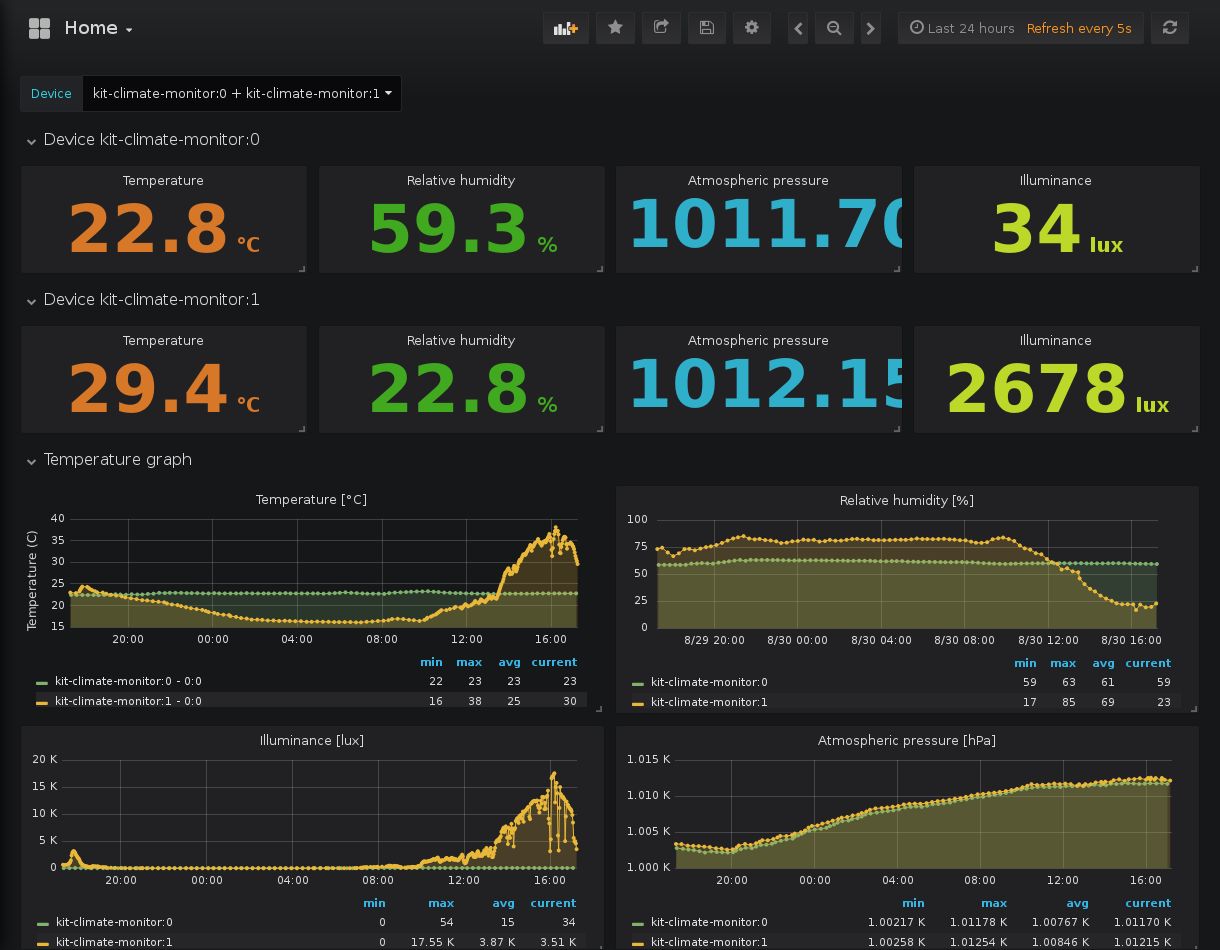 Home
Last 24 hours Refresh every 5s
Device kit-climate-monitor:0 + kit-climate-monitor:1
Device kit-climate-monitor:0
Temperature Relative humidity Atmospheric pressure Illuminance
22.8 °C 59.3 % 1011.70 34 lux
Device kit-climate-monitor:1
Temperature Relative humidity Atmospheric pressure Illuminance
29.4 °C 22.8 % 1012.15 2678 lux
Temperature graph
Temperature [°C]
Temperature (C)
40
35
30
25
20
15
20:00 00:00 04:00 08:00 12:00 16:00
min max avg current
kit-climate-monitor:0 - 0:0 22 23 23 23
kit-climate-monitor:1 - 0:0 16 38 25 30
Relative humidity [%]
100
75
50
25
0
8/29 20:00 8/30 00:00 8/30 04:00 8/30 08:00 8/30 12:00 8/30 16:00
min max avg current
kit-climate-monitor:0 59 63 61 59
kit-climate-monitor:1 17 85 69 23
Illuminance [lux]
20 K
15 K
10 K
5 K
0
20:00 00:00 04:00 08:00 12:00 16:00
min max avg current
kit-climate-monitor:0 0 54 15 34
kit-climate-monitor:1 0 17.55 K 3.87 K 3.51 K
Atmospheric pressure [hPa]
1.015 K
1.010 K
1.005 K
1.000 K
20:00 00:00 04:00 08:00 12:00 16:00
min max avg current
kit-climate-monitor:0 1.00217 K 1.01178 K 1.00767 K 1.01170 K
kit-climate-monitor:1 1.00258 K 1.01254 K 1.00846 K 1.01215 K